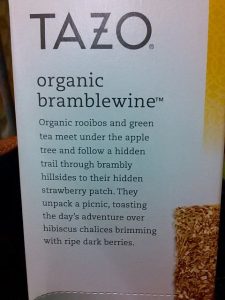 TAZO®
organic
bramblewine™
Organic rooibos and green
tea meet under the apple
tree and follow a hidden
trail through brambly
hillsides to their hidden
strawberry patch. They
unpack a picnic, toasting
the day's adventure over
hibiscus chalices brimming
with ripe dark berries.